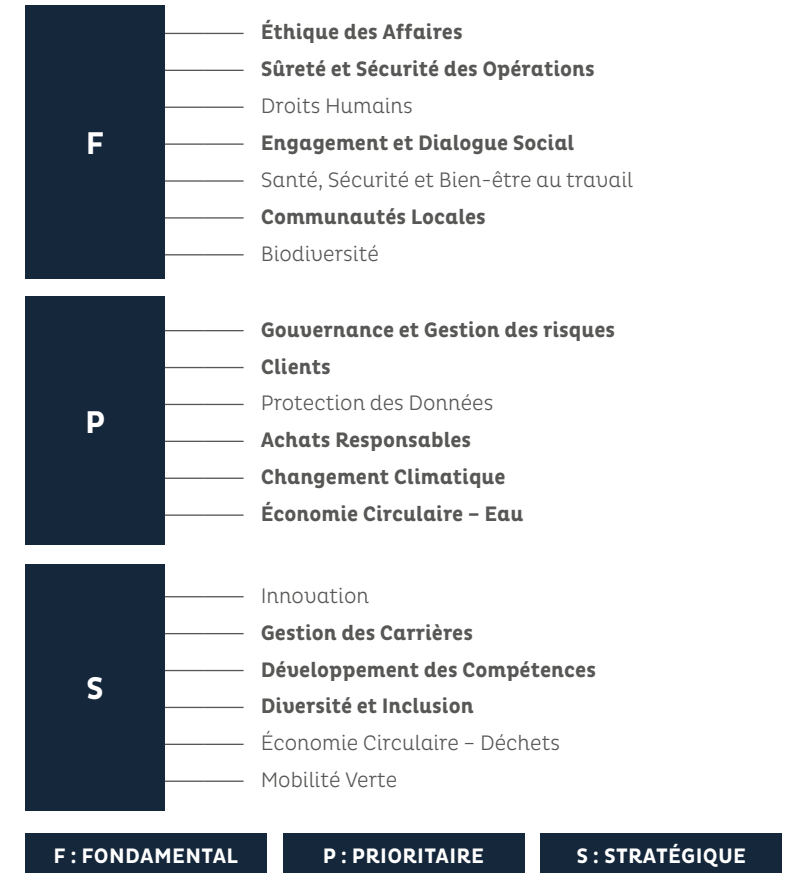 F
Éthique des Affaires
Sûreté et Sécurité des Opérations
Droits Humains
Engagement et Dialogue Social
Santé, Sécurité et Bien-être au travail
Communautés Locales
Biodiversité
P
Gouvernance et Gestion des risques
Clients
Protection des Données
Achats Responsables
Changement Climatique
Économie Circulaire – Eau
S
Innovation
Gestion des Carrières
Développement des Compétences
Diversité et Inclusion
Économie Circulaire – Déchets
Mobilité Verte
F : FONDAMENTAL
P : PRIORITAIRE
S : STRATÉGIQUE